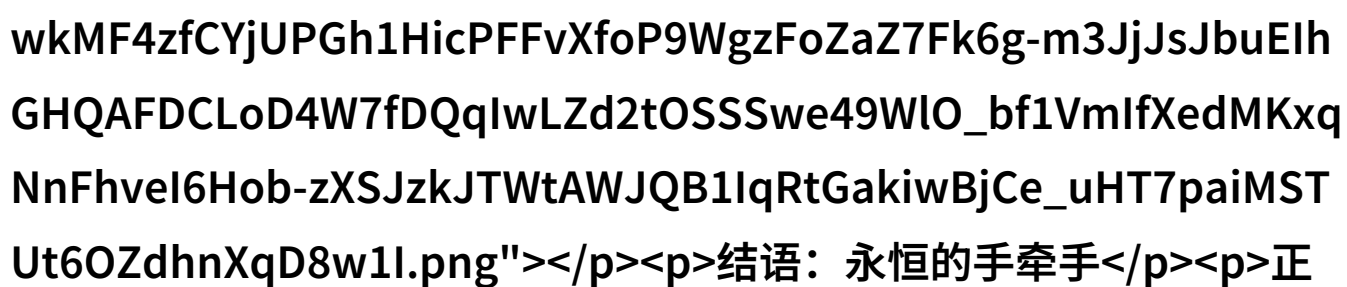 wkMF4zfCYjUPGh1HicPFFvXfoP9WgzFoZaZ7Fk6g-m3JjJsJbuEIh
GHQAFDCLoD4W7fDQqIwLZd2tOSSSwe49WlO_bf1VmIfXedMKxq
NnFhveI6Hob-zXSJzkJTWtAWJQB1IqRtGakiwBjCe_uHT7paiMST
Ut6OZdhnXqD8w1I.png"></p><p>结语：永恒的手牵手</p><p>正